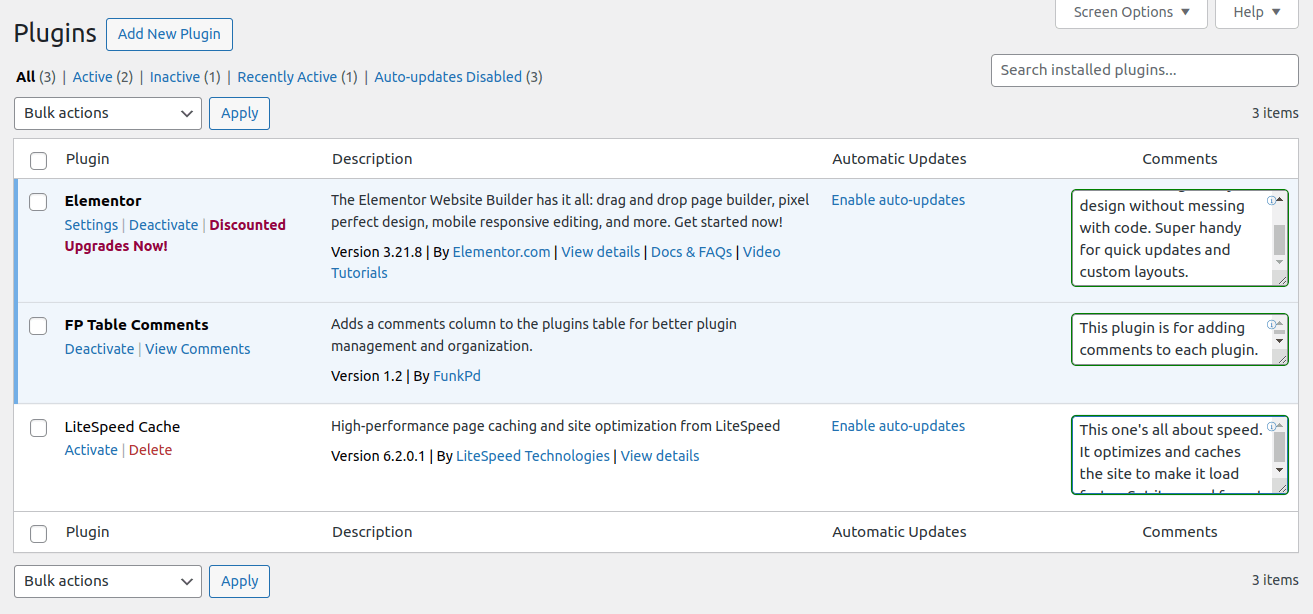 Screen Options ▼ Help ▼
Plugins Add New Plugin
All (3) | Active (2) | Inactive (1) | Recently Active (1) | Auto-updates Disabled (3)
Search installed plugins...
Bulk actions Apply
3 items
Plugin Description Automatic Updates Comments
Elementor
Settings | Deactivate | Discounted
Upgrades Now!
The Elementor Website Builder has it all: drag and drop page builder, pixel
perfect design, mobile responsive editing, and more. Get started now!
Version 3.21.8 | By Elementor.com | View details | Docs & FAQs | Video
Tutorials
Enable auto-updates
design without messing
with code. Super handy
for quick updates and
custom layouts.
FP Table Comments
Deactivate | View Comments
Adds a comments column to the plugins table for better plugin
management and organization.
Version 1.2 | By FunkPd
This plugin is for adding
comments to each plugin.
LiteSpeed Cache
Activate | Delete
High-performance page caching and site optimization from LiteSpeed
Version 6.2.0.1 | By LiteSpeed Technologies | View details
Enable auto-updates
This one's all about speed.
It optimizes and caches
the site to make it load
Plugin Description Automatic Updates Comments
Bulk actions Apply
3 items